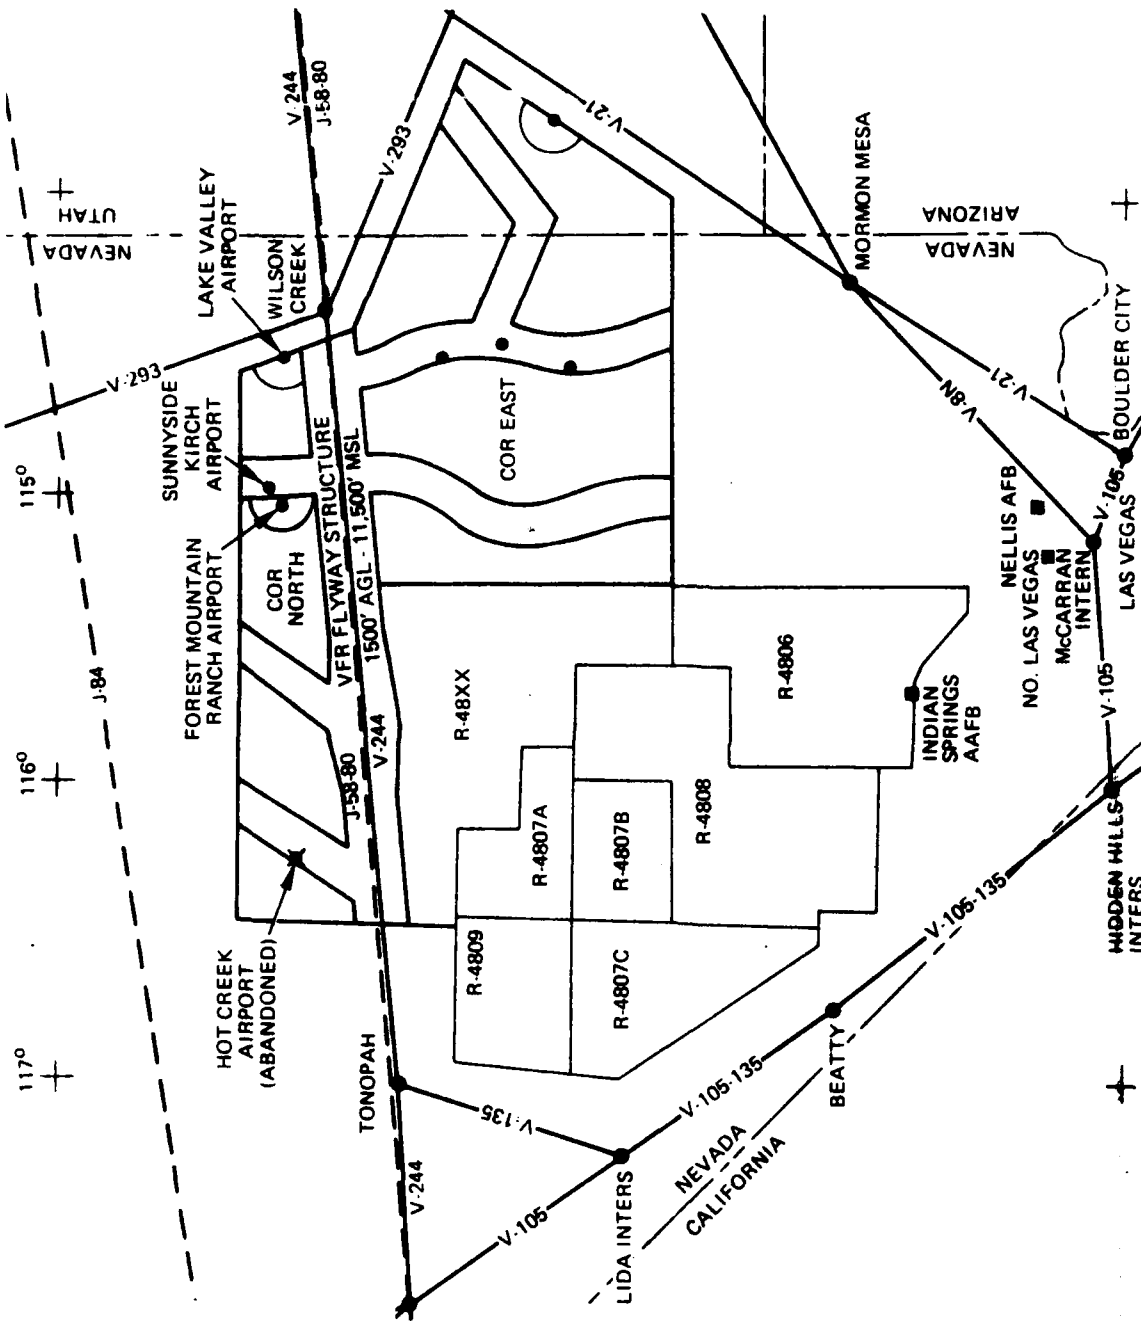 117°
116°
115°
J-84
NEVADA
UTAH
HOT CREEK
AIRPORT
(ABANDONED)
FOREST MOUNTAIN
RANCH AIRPORT
SUNNYSIDE
KIRCH
AIRPORT
V-293
LAKE VALLEY
AIRPORT
WILSON
CREEK
V-244
J-58-80
V-293
COR
NORTH
TONOPAH
V-244
J-58-80
V-244
VFR FLYWAY STRUCTURE
1500' AGL - 11,500' MSL
COR EAST
V-21
V-135
V-105
LIDA INTERS
R-4809
R-48XX
R-4807A
R-4807B
R-4807C
R-4808
R-4806
V-105-135
NEVADA
CALIFORNIA
BEATTY
V-105-135
INDIAN
SPRINGS
AAFB
MORMON MESA
NEVADA
ARIZONA
V-8N
V-21
NELLIS AFB
NO. LAS VEGAS
McCARRAN
INTERN
V-105
V-105
HIDDEN HILLS
INTERS
LAS VEGAS
BOULDER CITY